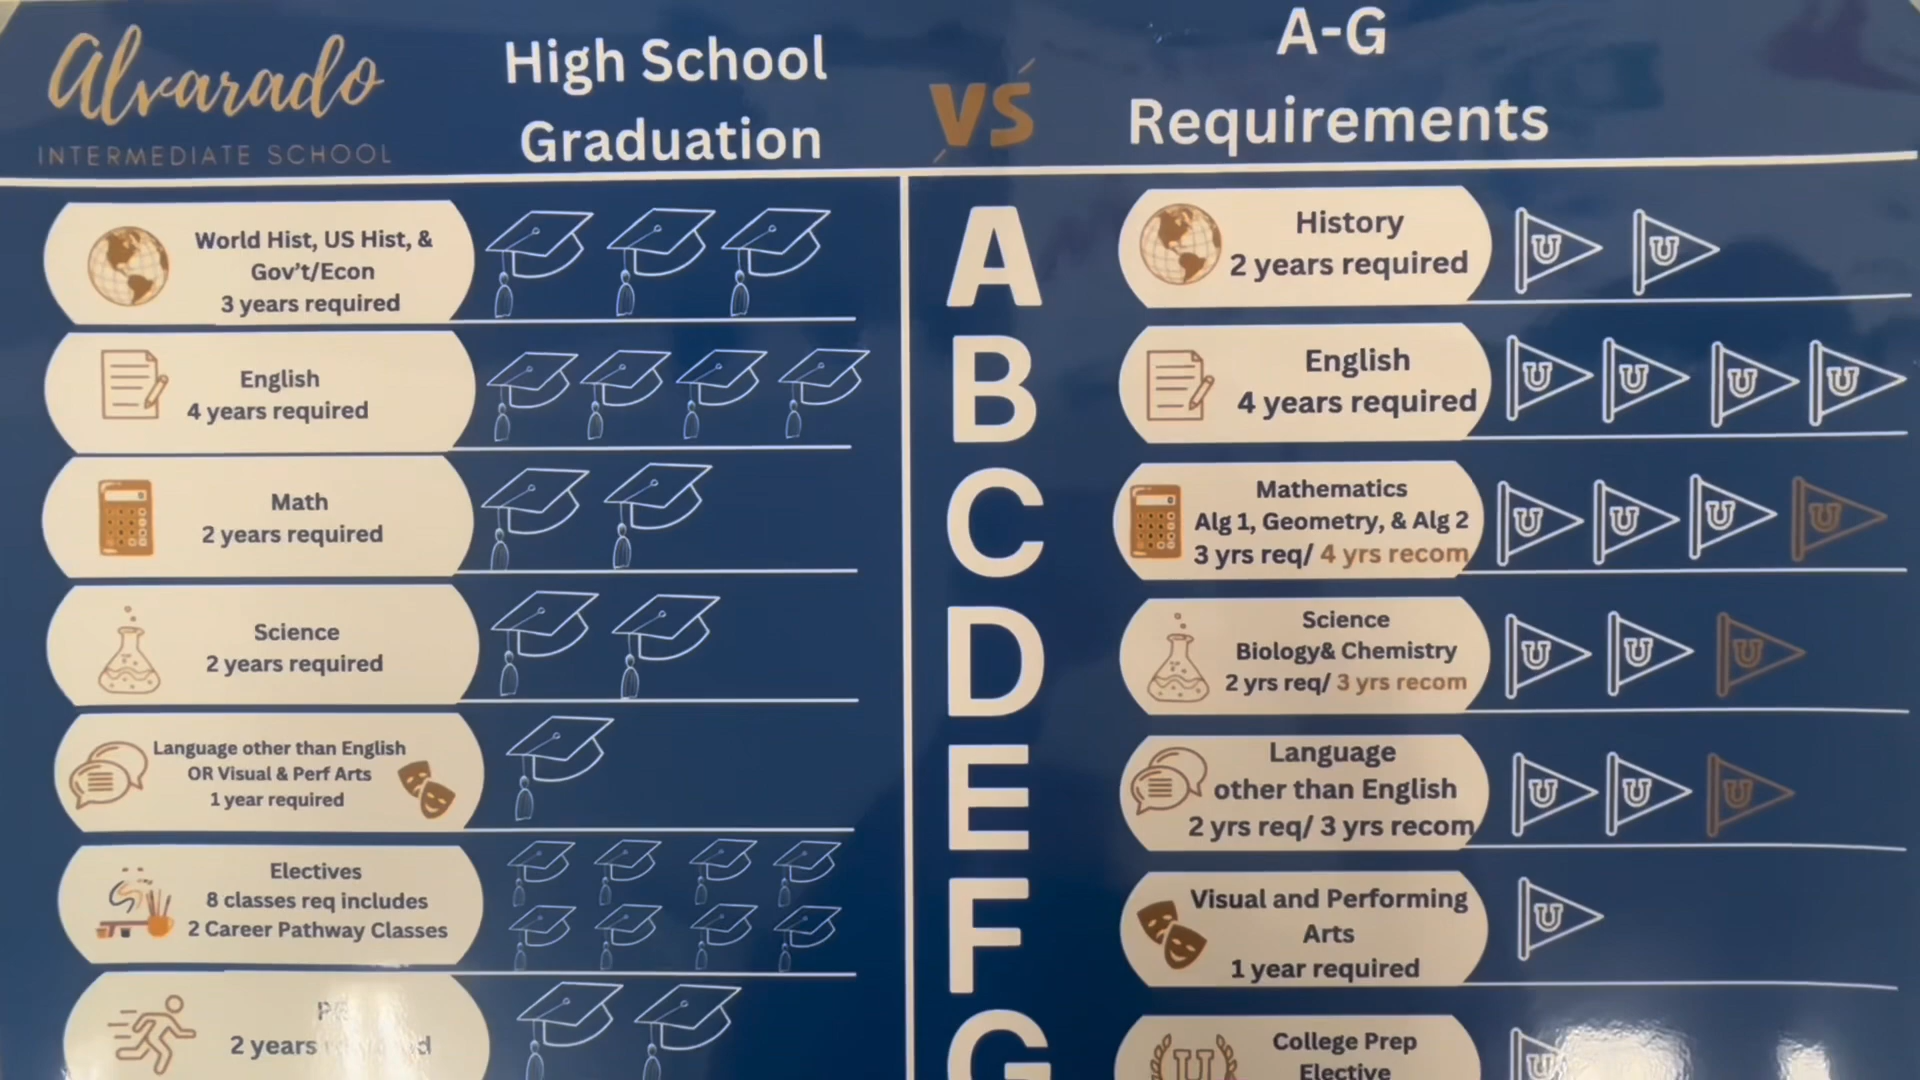 Alvarado
INTERMEDIATE SCHOOL
High School
Graduation
VS
A-G
Requirements
World Hist, US Hist, &
Gov't/Econ
3 years required
English
4 years required
Math
2 years required
Science
2 years required
Language other than English
OR Visual & Perf Arts
1 year required
Electives
8 classes req includes
2 Career Pathway Classes
2 years
A
History
2 years required
U U
B
English
4 years required
U U U U
C
Mathematics
Alg 1, Geometry, & Alg 2
3 yrs req/ 4 yrs recom
U U U U
D
Science
Biology& Chemistry
2 yrs req/ 3 yrs recom
U U U
E
Language
other than English
2 yrs req/ 3 yrs recom
U U U
F
Visual and Performing
Arts
1 year required
U
G
College Prep
Elective
U
U